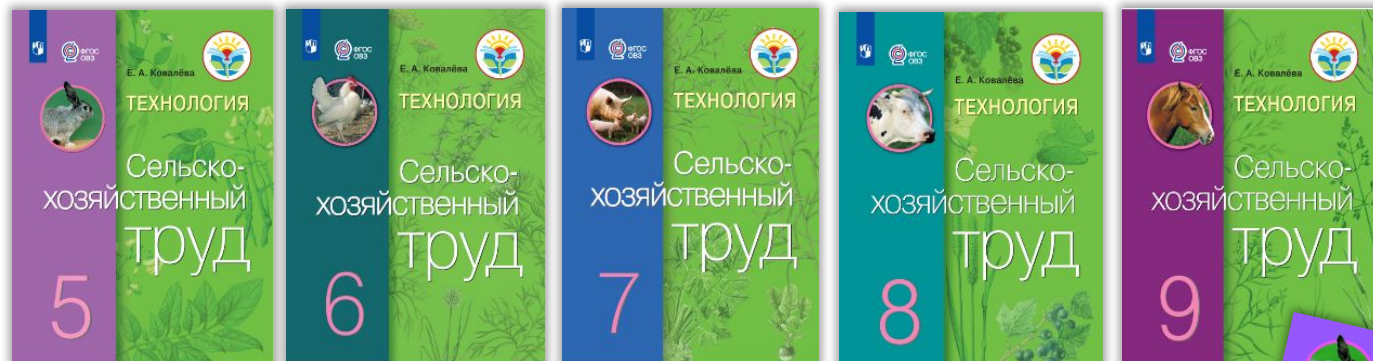 ФГОС
ОВЗ
Е. А. Ковалёва
ТЕХНОЛОГИЯ
Сельско-
хозяйственный
труд
5
ФГОС
ОВЗ
Е. А. Ковалёва
ТЕХНОЛОГИЯ
Сельско-
хозяйственный
труд
6
ФГОС
ОВЗ
Е. А. Ковалёва
ТЕХНОЛОГИЯ
Сельско-
хозяйственный
труд
7
ФГОС
ОВЗ
Е. А. Ковалёва
ТЕХНОЛОГИЯ
Сельско-
хозяйственный
труд
8
ФГОС
ОВЗ
Е. А. Ковалёва
ТЕХНОЛОГИЯ
Сельско-
хозяйственный
труд
9